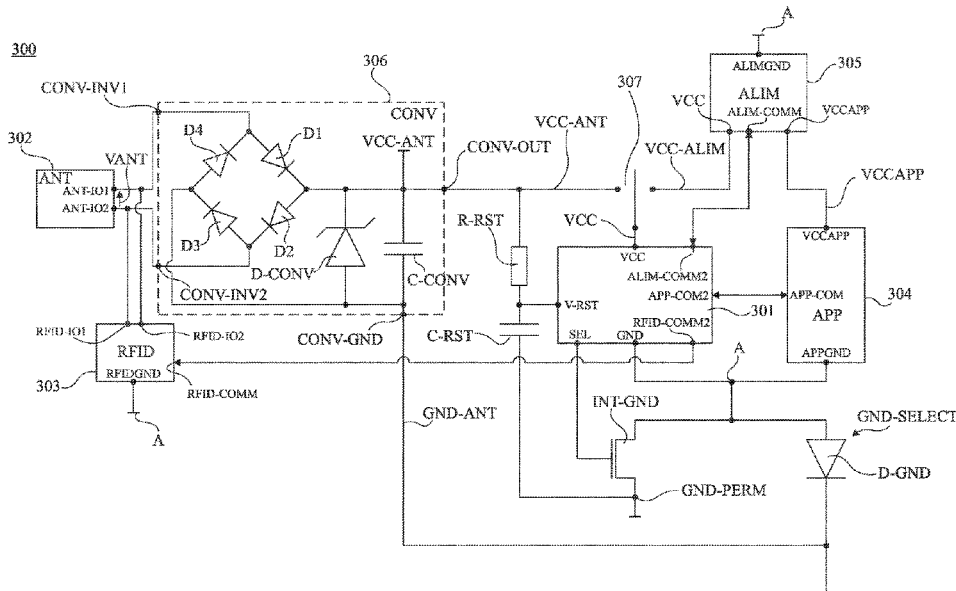 300
A
ALIMGND
305
ALIM
VCC
ALIM-COMM
VCCAPP
306
CONV-INV1
CONV
307
VCC-ANT
CONV-OUT
VCC-ANT
VCC-ALIM
VCCAPP
302
ANT
VANT
ANT-IO1
ANT-IO2
D4
D1
D3
D2
D-CONV
C-CONV
CONV-INV2
CONV-GND
R-RST
VCC
VCC
ALIM-COMM2
V-RST
APP-COM2
301
RFID-COMM2
SEL
GND
VCCAPP
APP-COM
APP
304
APPGND
C-RST
RFID-IO1
RFID-IO2
RFID
RFIDGND
303
RFID-COMM
A
GND-ANT
A
INT-GND
GND-SELECT
D-GND
GND-PERM